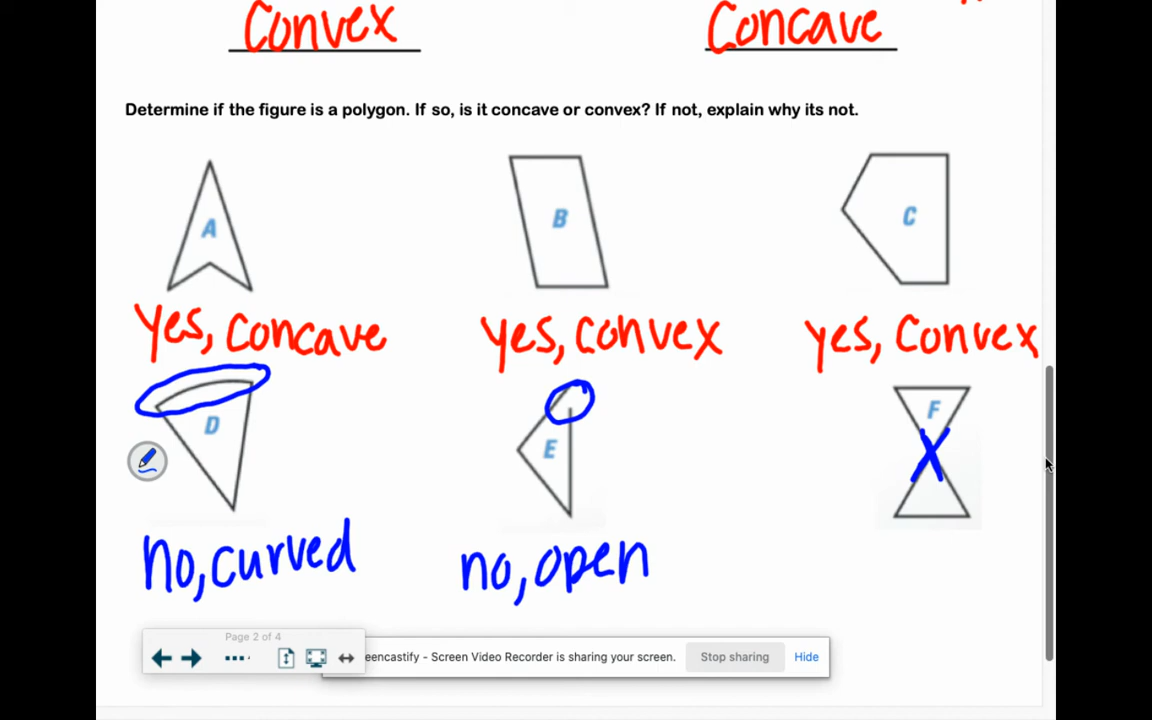 Convex Concave
Determine if the figure is a polygon. If so, is it concave or convex? If not, explain why its not.
A B C
yes, concave yes, convex yes, convex
D E F
no, curved no, open
Page 2 of 4
eencastify - Screen Video Recorder is sharing your screen. Stop sharing Hide